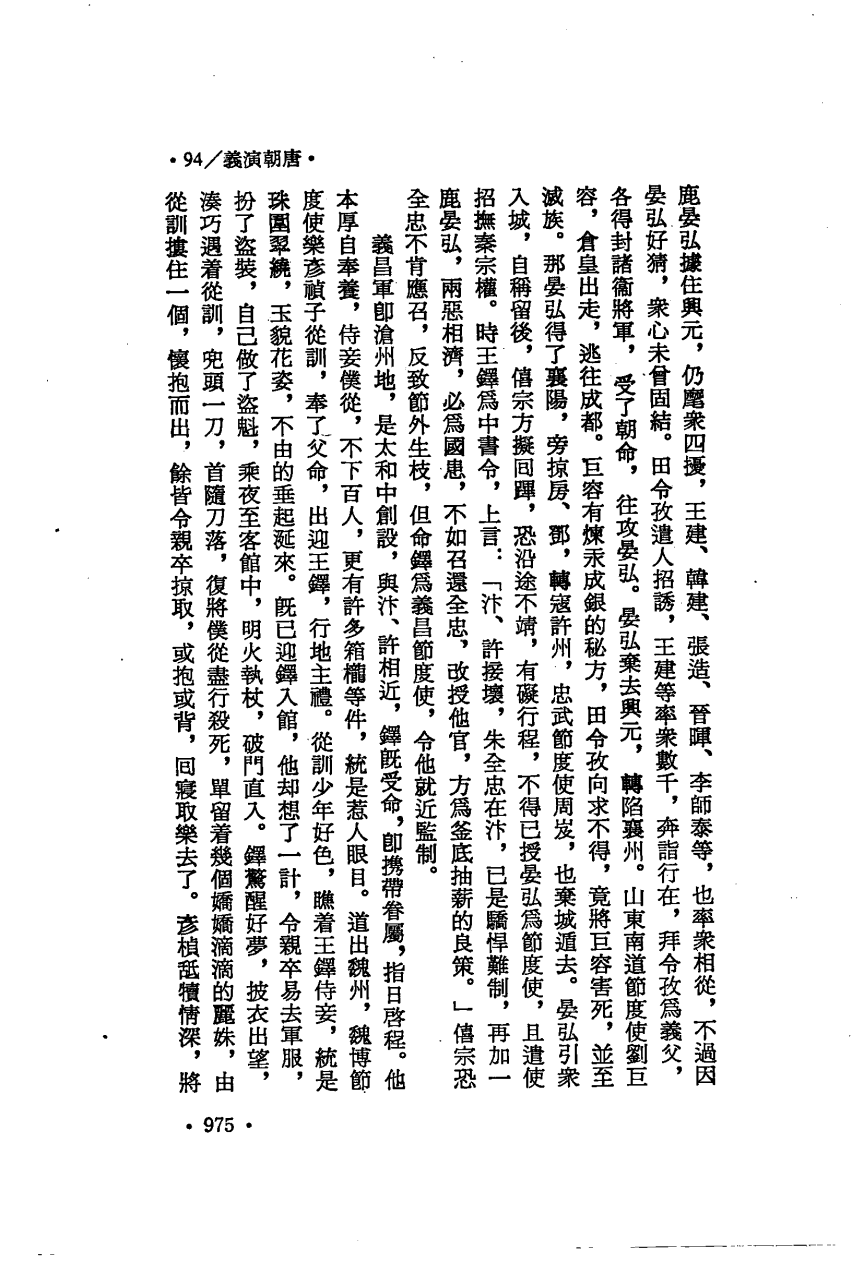 •94／義演朝唐•
鹿晏弘據住興元，仍麾衆四擾，王建、韓建、張造、晉暉、李師泰等，也率衆相從，不過因
晏弘好猜，衆心未曾固結。田令孜遣人招誘，王建等率衆數千，奔詣行在，拜令孜爲義父，
各得封諸衞將軍，受了朝命，往攻晏弘。晏弘棄去興元，轉陷襄州。山東南道節度使劉巨
容，倉皇出走，逃往成都。巨容有煉汞成銀的秘方，田令孜向求不得，竟將巨容害死，並至
滅族。那晏弘得了襄陽，旁掠房、鄧，轉寇許州，忠武節度使周岌，也棄城遁去。晏弘引衆
入城，自稱留後，僖宗方擬囘蹕，恐沿途不靖，有礙行程，不得已授晏弘爲節度使，且遣使
招撫秦宗權。時王鐸爲中書令，上言：「汴、許接壤，朱全忠在汴，已是驕悍難制，再加一
鹿晏弘，兩惡相濟，必爲國患，不如召還全忠，改授他官，方爲釜底抽薪的良策。」僖宗恐
全忠不肯應召，反致節外生枝，但命鐸爲義昌節度使，令他就近監制。
義昌軍卽滄州地，是太和中創設，與汴、許相近，鐸旣受命，卽携帶眷屬，指日啓程。他
本厚自奉養，侍妾僕從，不下百人，更有許多箱櫳等件，統是惹人眼目。道出魏州，魏博節
度使樂彥禎子從訓，奉了父命，出迎王鐸，行地主禮。從訓少年好色，瞧着王鐸侍妾，統是
珠圍翠繞，玉貌花姿，不由的垂起涎來。旣已迎鐸入館，他却想了一計，令親卒易去軍服，
扮了盜裝，自己做了盜魁，乘夜至客館中，明火執杖，破門直入。鐸驚醒好夢，披衣出望，
湊巧遇着從訓，兜頭一刀，首隨刀落，復將僕從盡行殺死，單留着幾個嬌嬌滴滴的麗姝，由
從訓摟住一個，懷抱而出，餘皆令親卒掠取，或抱或背，囘寢取樂去了。彥楨舐犢情深，將
•975•